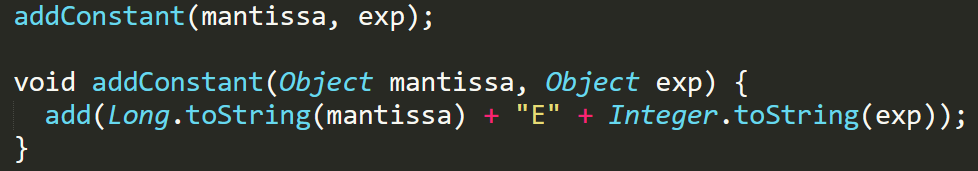 addConstant(mantissa, exp);
void addConstant(Object mantissa, Object exp) {
add(Long.toString(mantissa) + "E" + Integer.toString(exp));
}